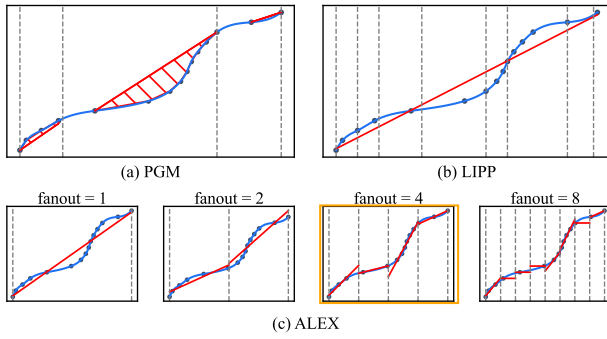 (a) PGM
(b) LIPP
fanout = 1
fanout = 2
fanout = 4
fanout = 8
(c) ALEX